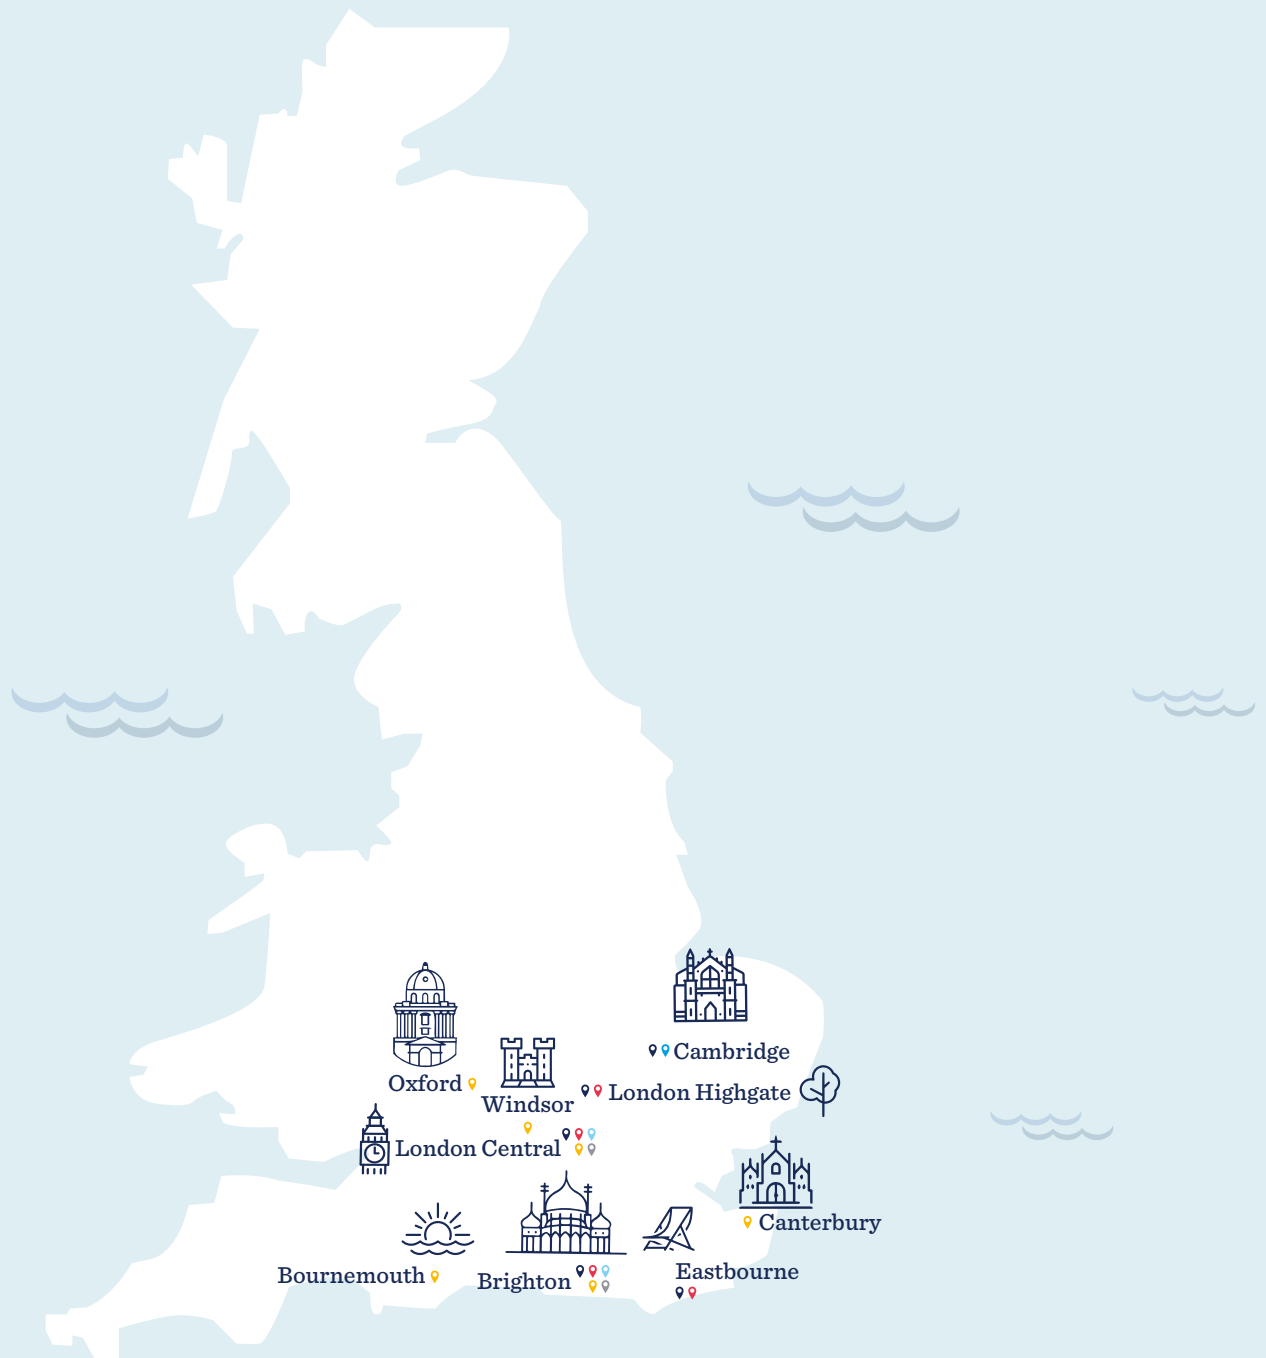 Cambridge
Oxford
London Highgate
Windsor
London Central
Canterbury
Eastbourne
Bournemouth
Brighton